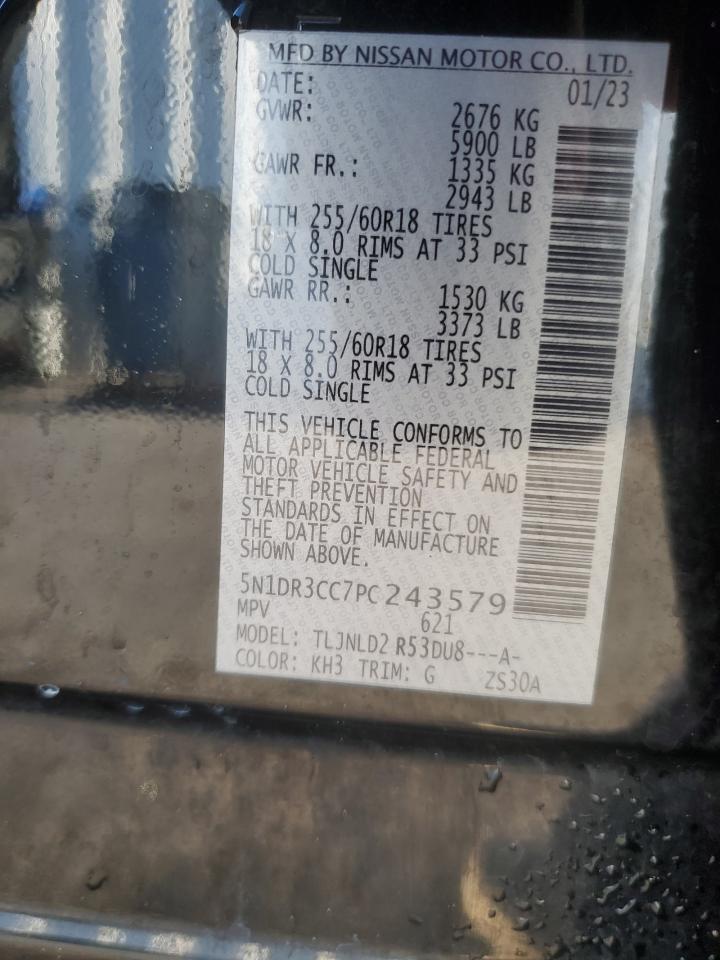 MFD BY NISSAN MOTOR CO., LTD.
DATE: 01/23
GVWR: 2676 KG
5900 LB
GAWR FR.: 1335 KG
2943 LB
WITH 255/60R18 TIRES
18 X 8.0 RIMS AT 33 PSI
COLD SINGLE
GAWR RR.: 1530 KG
3373 LB
WITH 255/60R18 TIRES
18 X 8.0 RIMS AT 33 PSI
COLD SINGLE
THIS VEHICLE CONFORMS TO
ALL APPLICABLE FEDERAL
MOTOR VEHICLE SAFETY AND
THEFT PREVENTION
STANDARDS IN EFFECT ON
THE DATE OF MANUFACTURE
SHOWN ABOVE.
5N1DR3CC7PC243579
MPV 621
MODEL: TLJNLD2 R53DU8---A-
COLOR: KH3 TRIM: G ZS30A